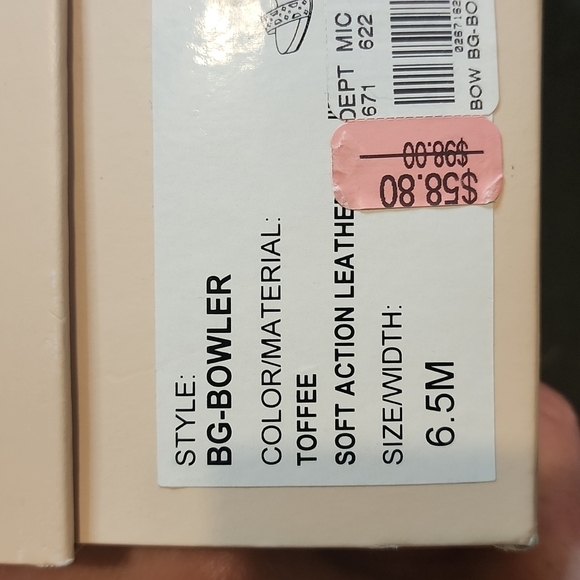 STYLE:
BG-BOWLER
COLOR/MATERIAL:
TOFFEE
SOFT ACTION LEATHE
SIZE/WIDTH:
6.5M
DEPT MIC
671 622
BOW BG-BO
$98.00
$58.80